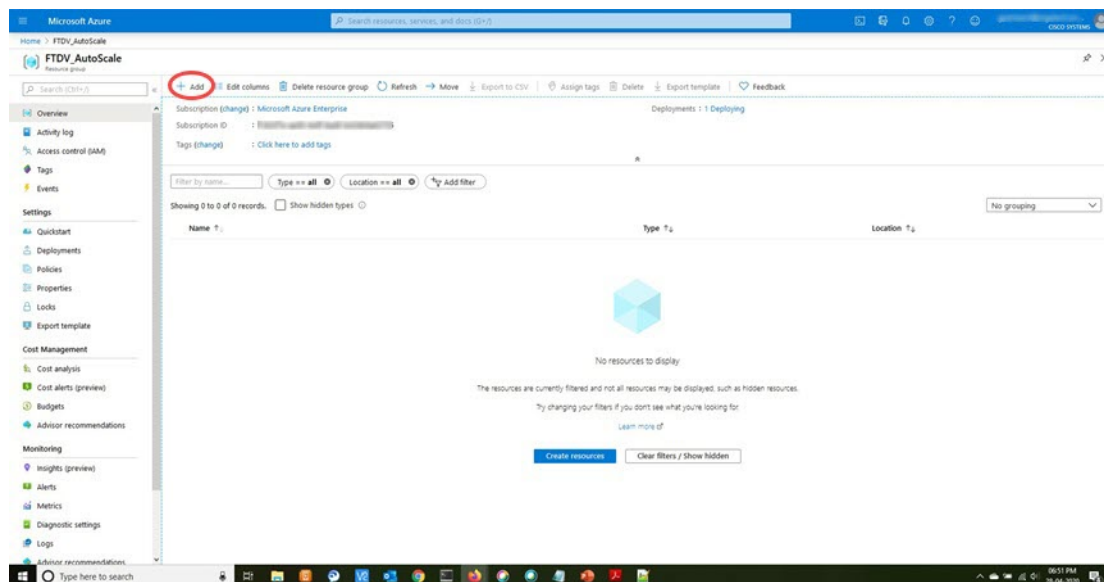 Microsoft Azure
Search resources, services, and docs (G+/)
CISCO SYSTEMS
Home > FTDV_AutoScale
FTDV_AutoScale
Resource group
Search (Ctrl+/)
Add
Edit columns
Delete resource group
Refresh
Move
Export to CSV
Assign tags
Delete
Export template
Feedback
Subscription (change) : Microsoft Azure Enterprise
Deployments : 1 Deploying
Subscription ID :
Tags (change) : Click here to add tags
Filter by name...
Type == all
Location == all
Add filter
Showing 0 to 0 of 0 records.
Show hidden types
No grouping
Name
Type
Location
No resources to display
The resources are currently filtered and not all resources may be displayed, such as hidden resources.
Try changing your filters if you don't see what you're looking for.
Learn more
Create resources
Clear filters / Show hidden
Overview
Activity log
Access control (IAM)
Tags
Events
Settings
Quickstart
Deployments
Policies
Properties
Locks
Export template
Cost Management
Cost analysis
Cost alerts (preview)
Budgets
Advisor recommendations
Monitoring
Insights (preview)
Alerts
Metrics
Diagnostic settings
Logs
Advisor recommendations
Type here to search
06:51 PM